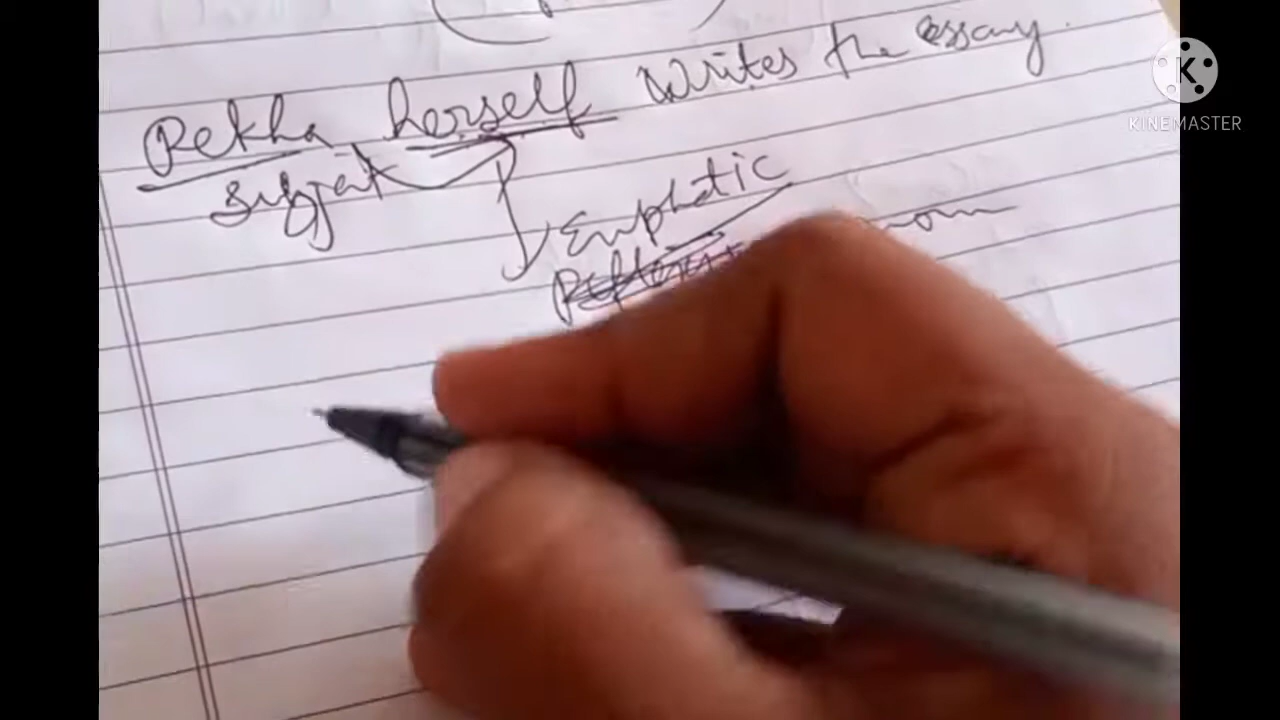 Rekha herself writes the essay.
Subject
Emphatic
K
KINEMASTER